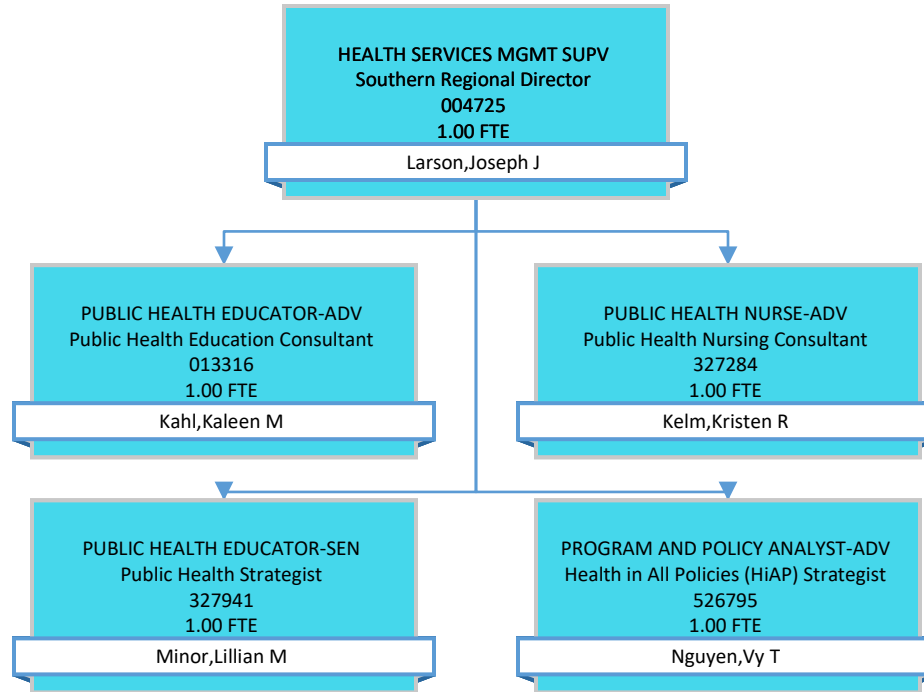 HEALTH SERVICES MGMT SUPV
Southern Regional Director
004725
1.00 FTE
Larson,Joseph J
PUBLIC HEALTH EDUCATOR-ADV
Public Health Education Consultant
013316
1.00 FTE
Kahl,Kaleen M
PUBLIC HEALTH NURSE-ADV
Public Health Nursing Consultant
327284
1.00 FTE
Kelm,Kristen R
PUBLIC HEALTH EDUCATOR-SEN
Public Health Strategist
327941
1.00 FTE
Minor,Lillian M
PROGRAM AND POLICY ANALYST-ADV
Health in All Policies (HiAP) Strategist
526795
1.00 FTE
Nguyen,Vy T